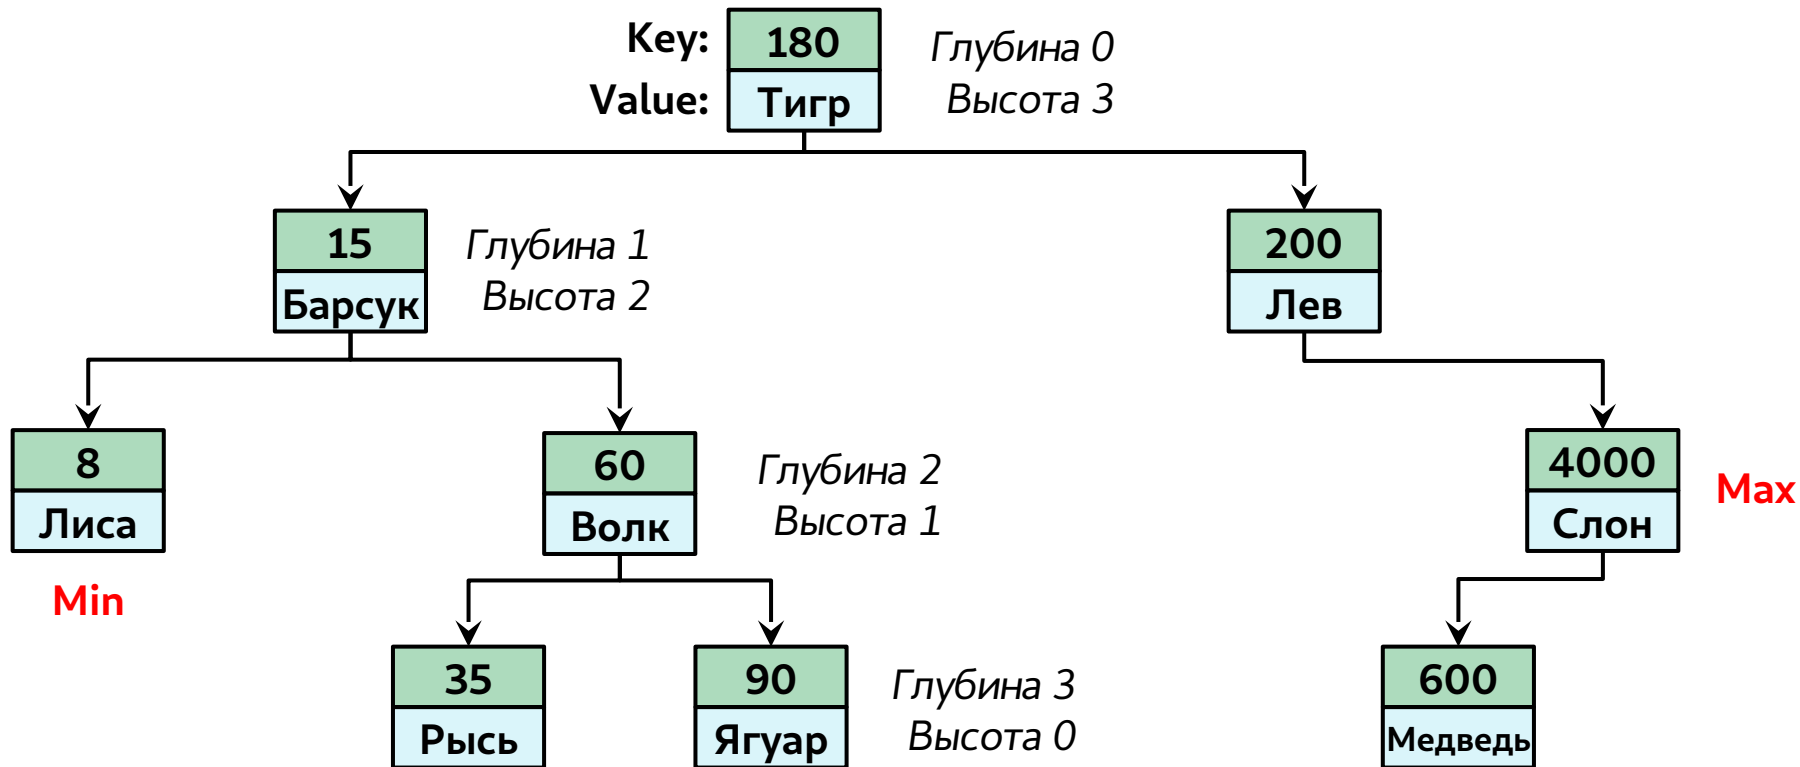 Key: 180 Глубина 0
Value: Тигр Высота 3
15 Глубина 1 200
Барсук Высота 2 Лев
8 60 Глубина 2 4000 Max
Лиса Волк Высота 1 Слон
Min
35 90 Глубина 3 600
Рысь Ягуар Высота 0 Медведь